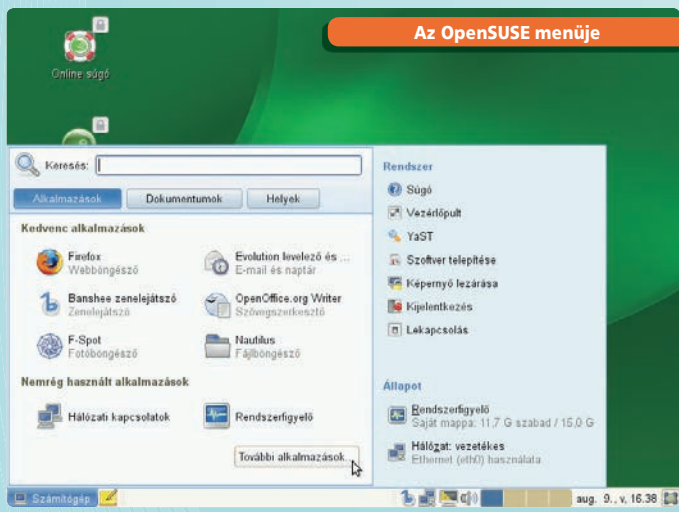 Az OpenSUSE menüje
Online súgó
Keresés:
Alkalmazások Dokumentumok Helyek
Kedvenc alkalmazások
Firefox
Webböngésző
Evolution levelező és ...
E-mail és naptár
Banshee zenelejátszó
Zenelejátszó
OpenOffice.org Writer
Szövegszerkesztő
F-Spot
Fotóböngésző
Nautilus
Fájlböngésző
Nemrég használt alkalmazások
Hálózati kapcsolatok
Rendszerfigyelő
További alkalmazások...
Rendszer
Súgó
Vezérlőpult
YaST
Szoftver telepítése
Képernyő lezárása
Kijelentkezés
Lekapcsolás
Állapot
Rendszerfigyelő
Saját mappa: 11,7 G szabad / 15,0 G
Hálózat: vezetékes
Ethernet (eth0) használata
Számítógép
aug. 9., v, 16.38